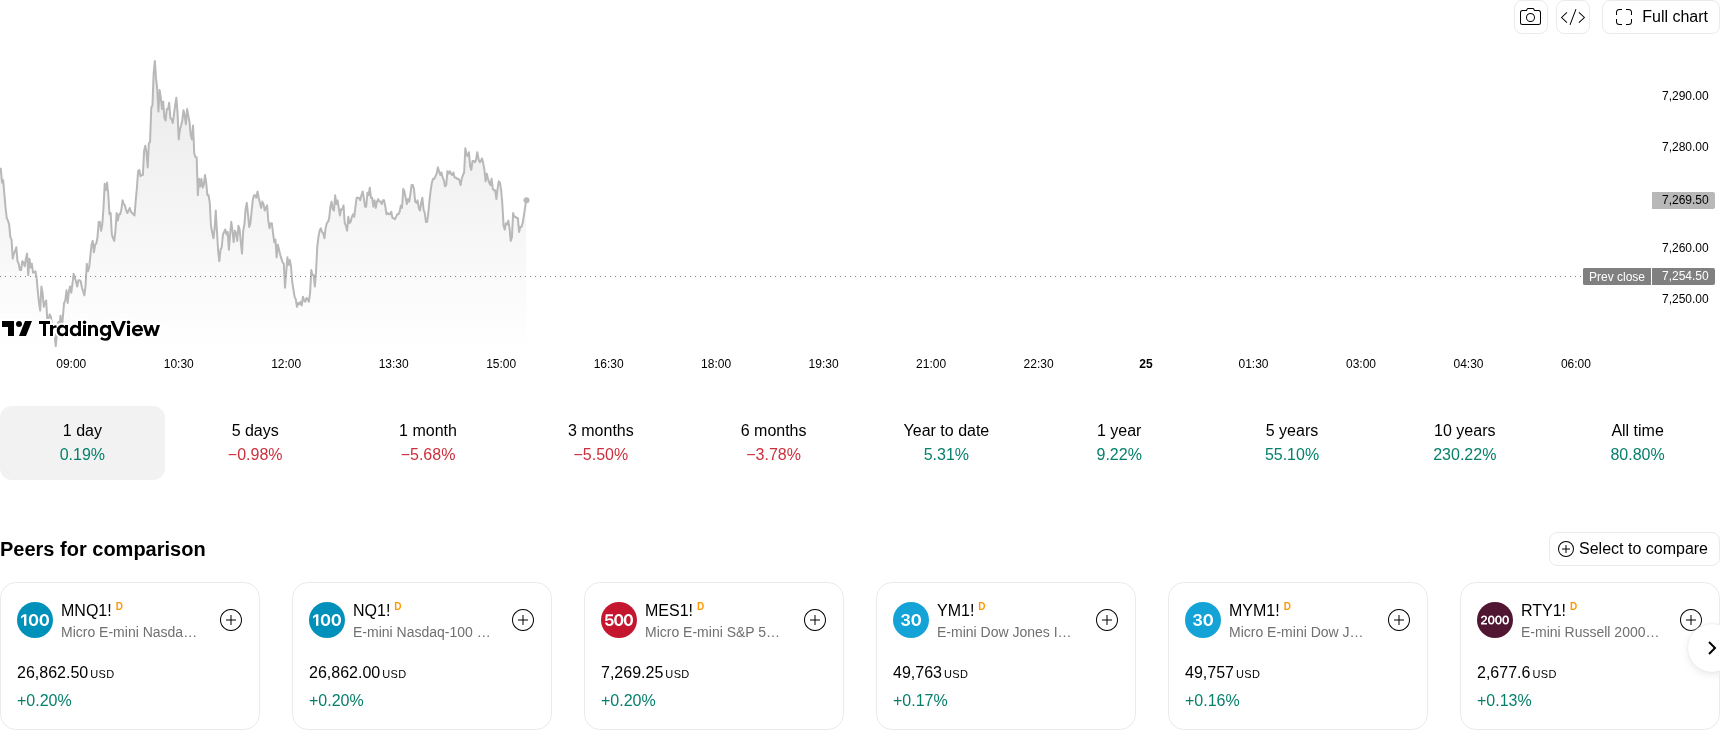 Full chart
7,290.00
7,280.00
7,269.50
7,260.00
Prev close 7,254.50
7,250.00
TradingView
09:00 10:30 12:00 13:30 15:00 16:30 18:00 19:30 21:00 22:30 25 01:30 03:00 04:30 06:00
1 day 5 days 1 month 3 months 6 months Year to date 1 year 5 years 10 years All time
0.19% −0.98% −5.68% −5.50% −3.78% 5.31% 9.22% 55.10% 230.22% 80.80%
Peers for comparison
Select to compare
100 MNQ1! D
Micro E-mini Nasda…
26,862.50 USD
+0.20%
100 NQ1! D
E-mini Nasdaq-100 …
26,862.00 USD
+0.20%
500 MES1! D
Micro E-mini S&P 5…
7,269.25 USD
+0.20%
30 YM1! D
E-mini Dow Jones I…
49,763 USD
+0.17%
30 MYM1! D
Micro E-mini Dow J…
49,757 USD
+0.16%
2000 RTY1! D
E-mini Russell 2000…
2,677.6 USD
+0.13%